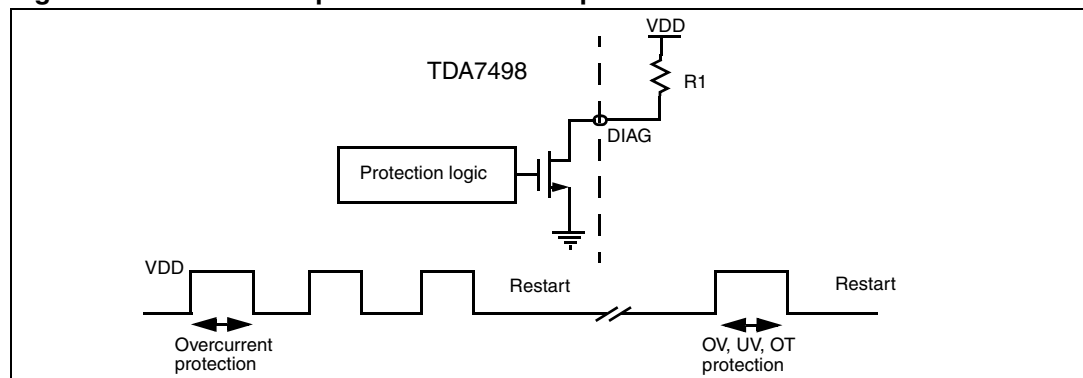 VDD
TDA7498
R1
DIAG
Protection logic
VDD
Restart
Restart
Overcurrent
protection
OV, UV, OT
protection